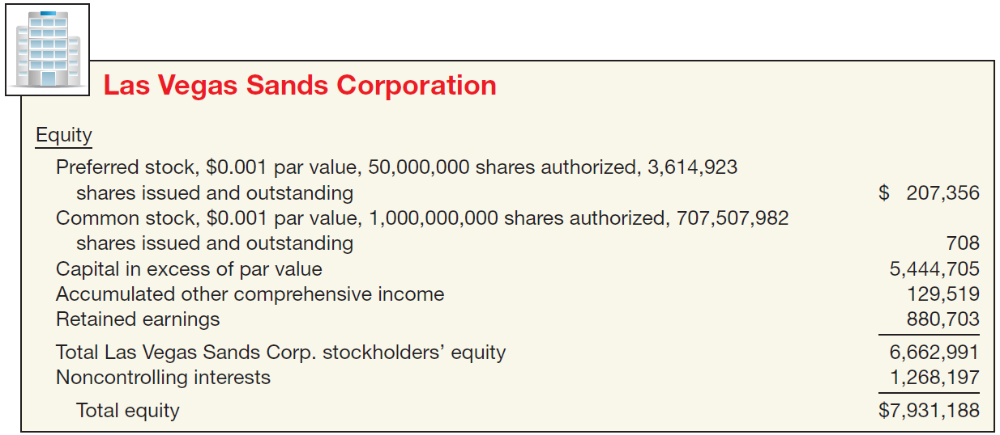 Las Vegas Sands Corporation
Equity
Preferred stock, $0.001 par value, 50,000,000 shares authorized, 3,614,923
shares issued and outstanding $ 207,356
Common stock, $0.001 par value, 1,000,000,000 shares authorized, 707,507,982
shares issued and outstanding 708
Capital in excess of par value 5,444,705
Accumulated other comprehensive income 129,519
Retained earnings 880,703
Total Las Vegas Sands Corp. stockholders’ equity 6,662,991
Noncontrolling interests 1,268,197
Total equity $7,931,188